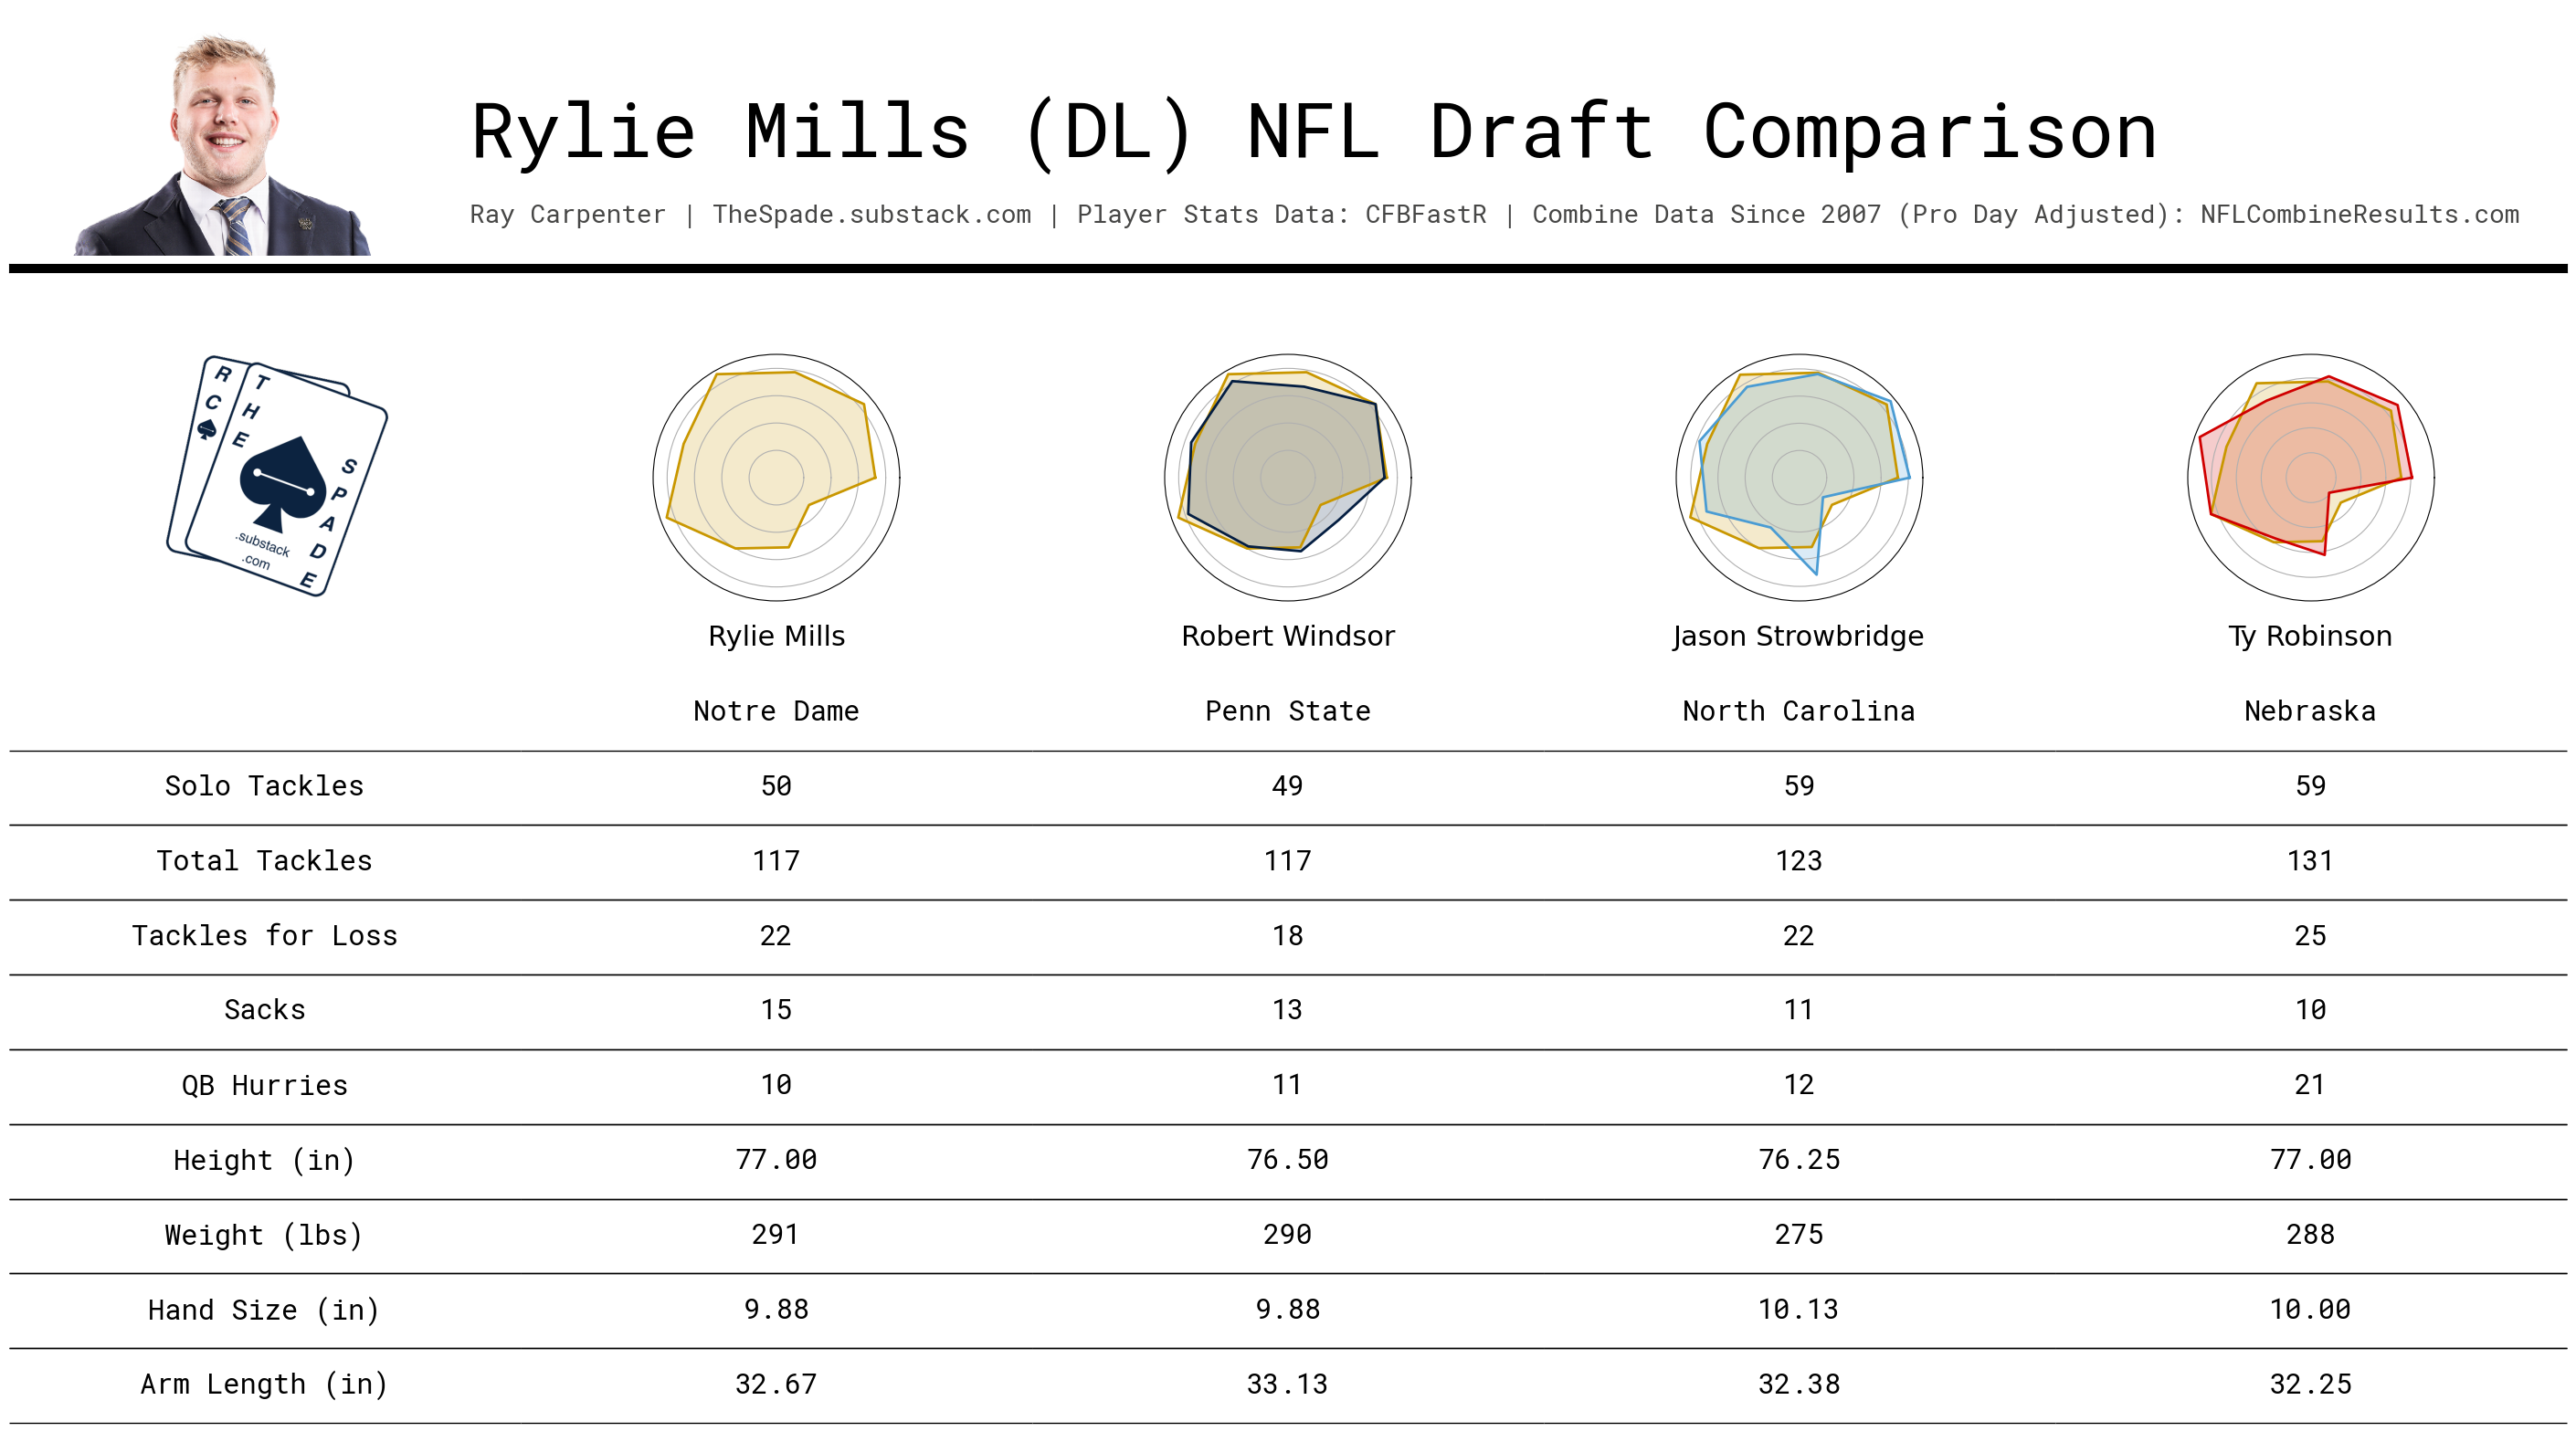 Rylie Mills (DL) NFL Draft Comparison
Ray Carpenter | TheSpade.substack.com | Player Stats Data: CFBFastR | Combine Data Since 2007 (Pro Day Adjusted): NFLCombineResults.com
RC
THE
SPADE
.substack
.com
Rylie Mills Robert Windsor Jason Strowbridge Ty Robinson
Notre Dame Penn State North Carolina Nebraska
Solo Tackles 50 49 59 59
Total Tackles 117 117 123 131
Tackles for Loss 22 18 22 25
Sacks 15 13 11 10
QB Hurries 10 11 12 21
Height (in) 77.00 76.50 76.25 77.00
Weight (lbs) 291 290 275 288
Hand Size (in) 9.88 9.88 10.13 10.00
Arm Length (in) 32.67 33.13 32.38 32.25